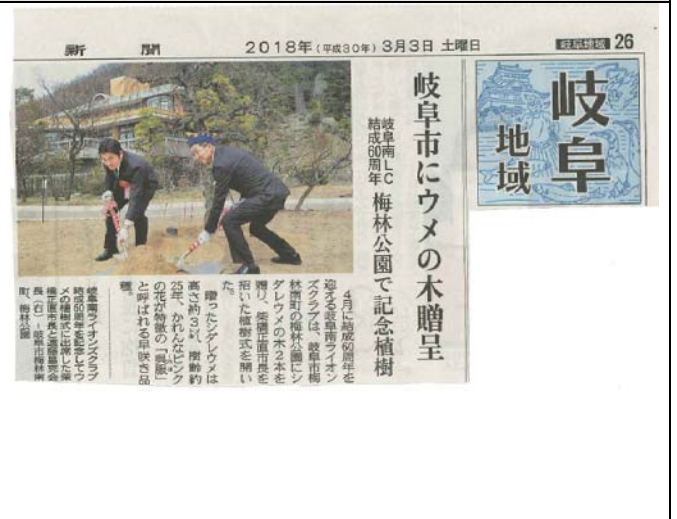 新聞
2018年(平成30年)3月3日 土曜日
岐阜地域 26
岐阜
地域
岐阜市にウメの木贈呈
岐阜南LC
結成60周年
梅林公園で記念植樹
4月に結成60周年を
迎える岐阜南ライオン
ズクラブは、岐阜市梅
林南町の梅林公園にシ
ダレウメの木2本を
贈り、柴橋正直市長を
招いた植樹式を開い
た。
贈ったシダレウメは
高さ約3㍍、樹齢約
25年、かれんなピンク
の花が特徴の「呉服」
と呼ばれる早咲き品
種。
岐阜南ライオンズクラブ
結成60周年を記念してウ
メの植樹式に出席した柴
橋正直市長と遠藤
会
長(右)=岐阜市梅林南
町、梅林公園